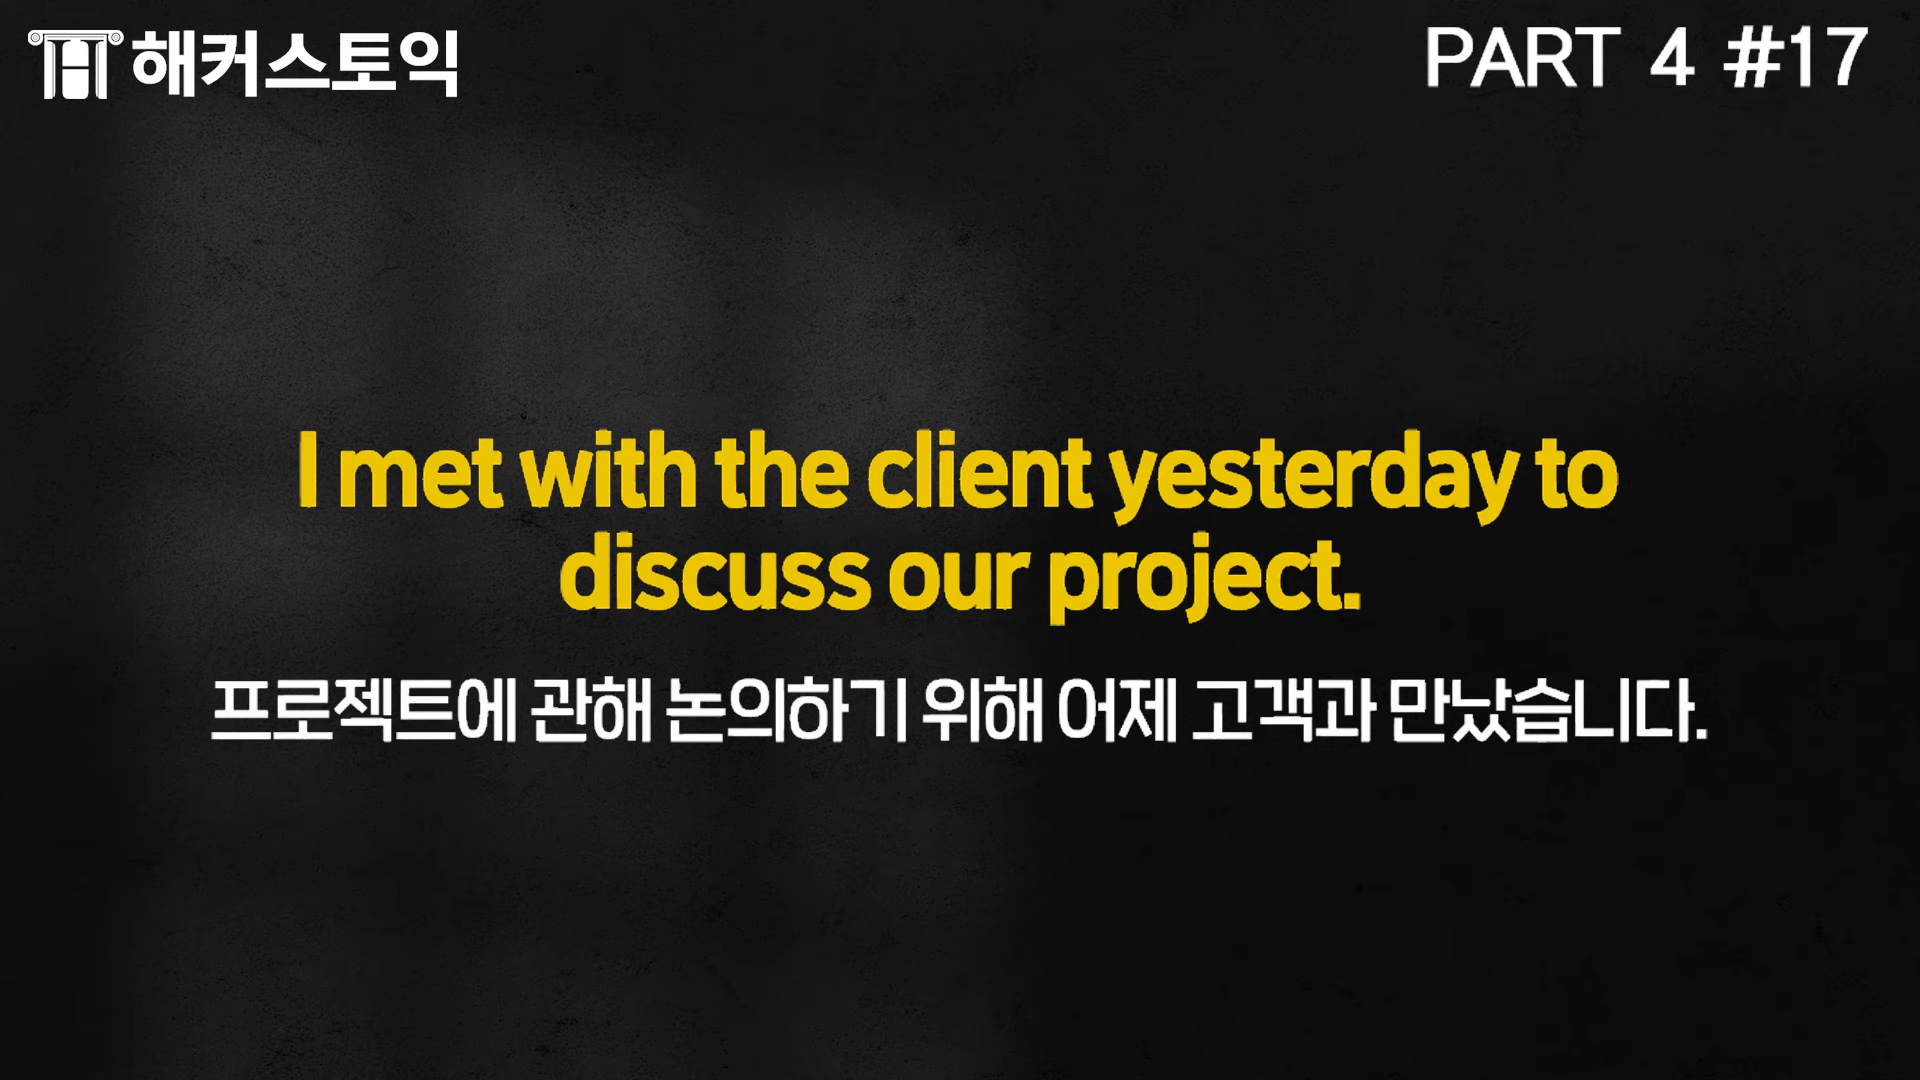 해커스토익
PART 4 #17
I met with the client yesterday to
discuss our project.
프로젝트에 관해 논의하기 위해 어제 고객과 만났습니다.